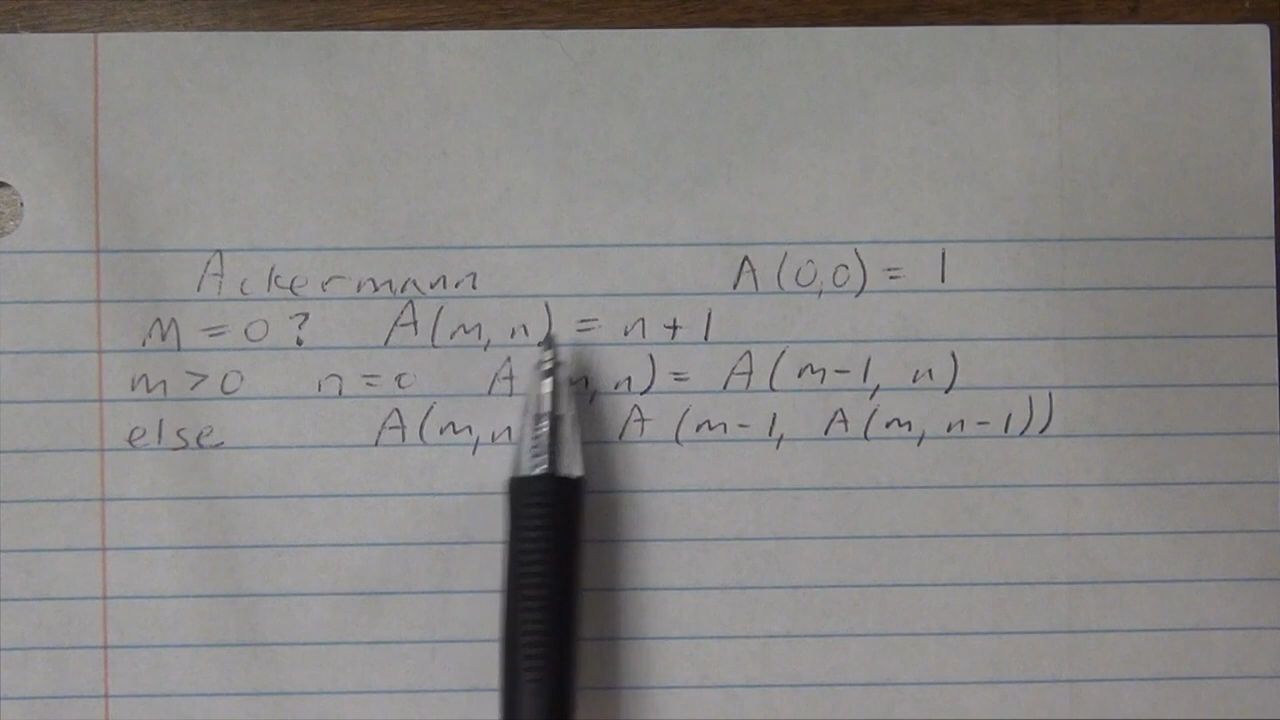 Ackermann A(0,0) = 1
m = 0 ? A(m, n) = n + 1
m > 0 n = 0 A n, n) = A(m-1, n)
else A(m, n A (m-1, A(m, n-1))